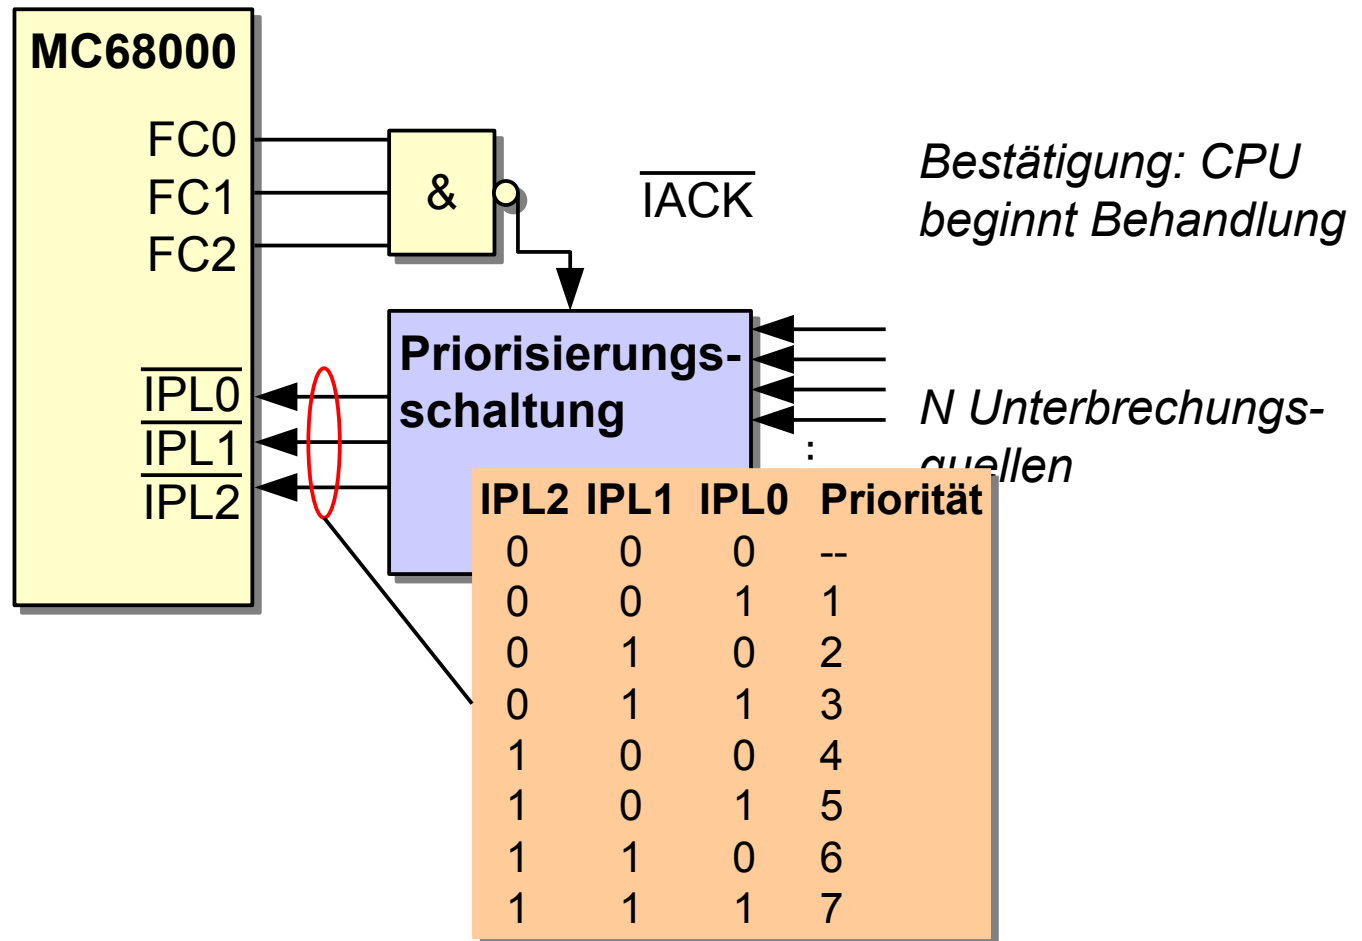 MC68000
FC0
FC1
FC2
&
IACK
Bestätigung: CPU
beginnt Behandlung
Priorisierungs-
schaltung
IPL0
IPL1
IPL2
N Unterbrechungs-
quellen
:
IPL2 IPL1 IPL0 Priorität
0 0 0 --
0 0 1 1
0 1 0 2
0 1 1 3
1 0 0 4
1 0 1 5
1 1 0 6
1 1 1 7